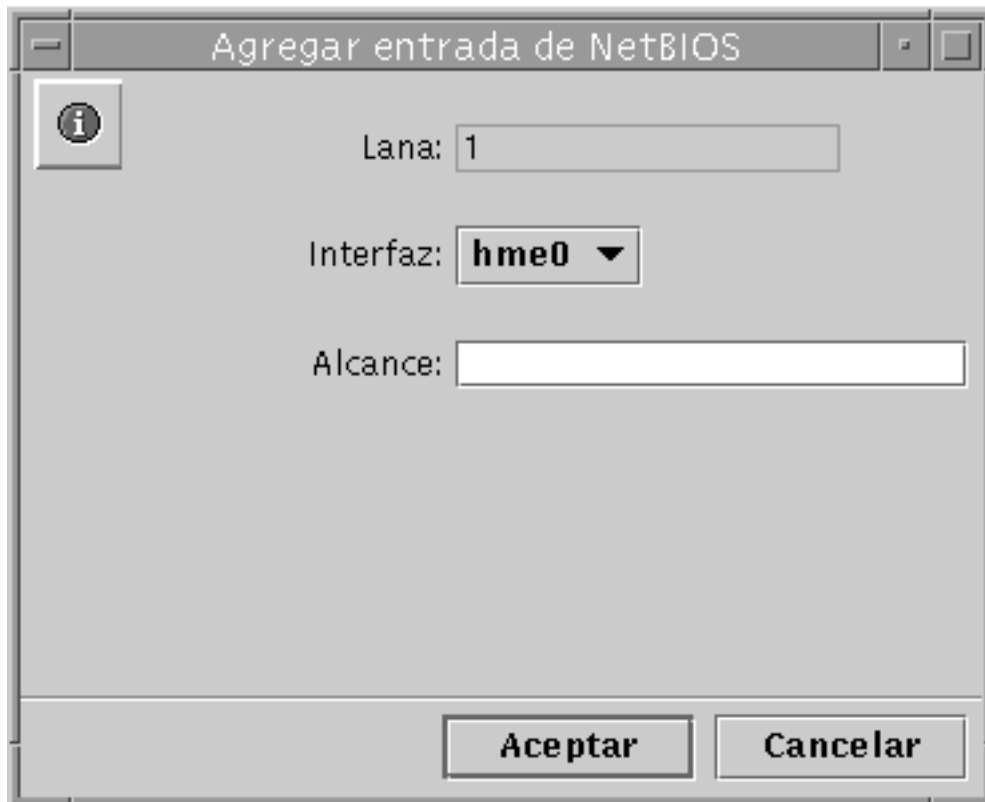 Agregar entrada de NetBIOS
Lana: 1
Interfaz: hme0
Alcance:
Aceptar Cancelar